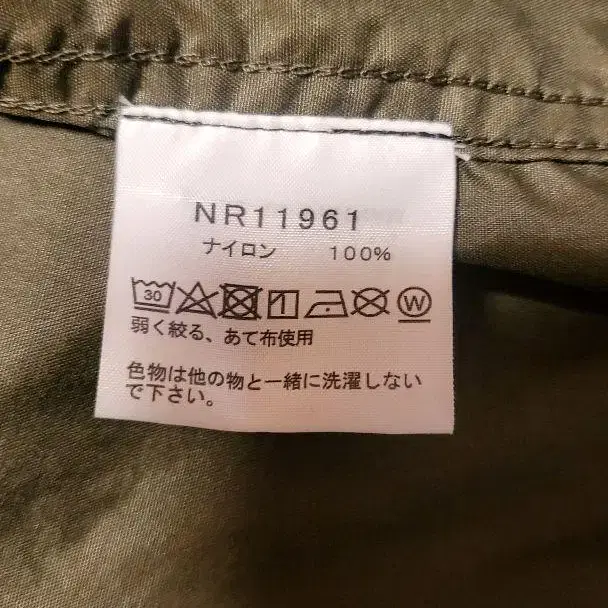 NR11961
ナイロン 100%
30 W
弱く絞る、あて布使用
色物は他の物と一緒に洗濯しない
で下さい。